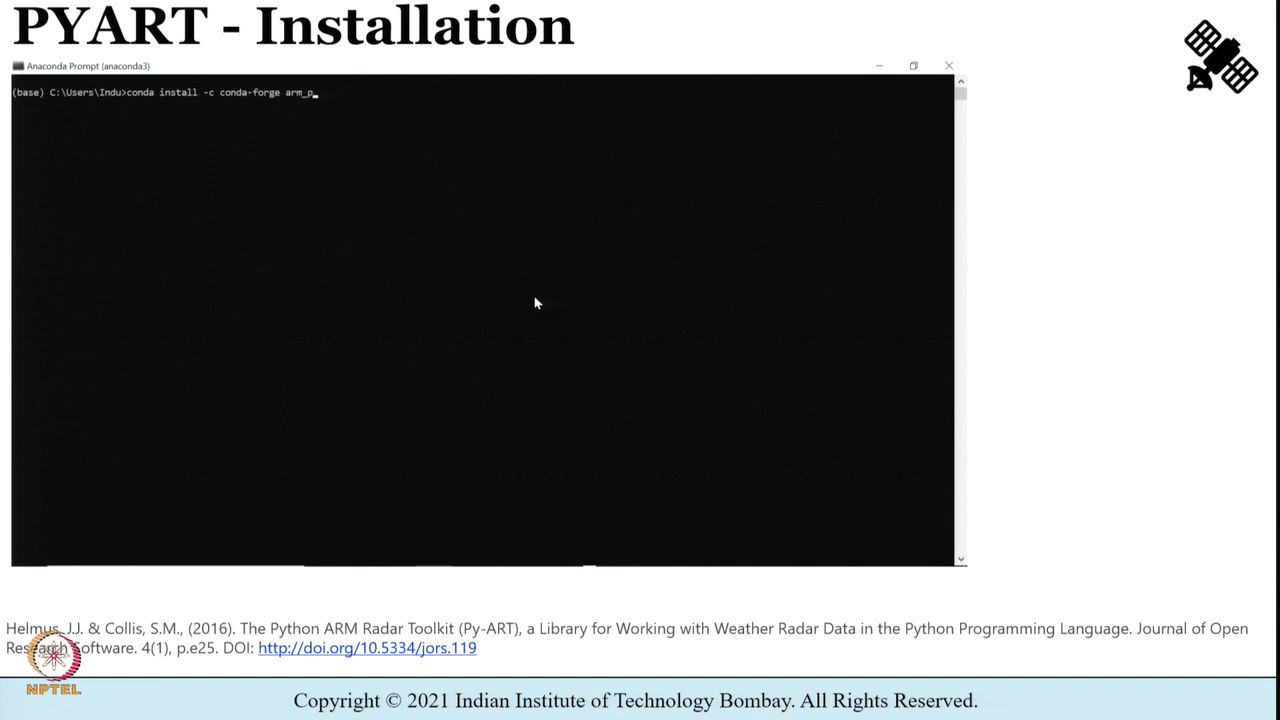 PYART - Installation
Anaconda Prompt (anaconda3)
(base) C:\Users\Indu>conda install -c conda-forge arm_p_
Helmus, J.J. & Collis, S.M., (2016). The Python ARM Radar Toolkit (Py-ART), a Library for Working with Weather Radar Data in the Python Programming Language. Journal of Open
Research Software. 4(1), p.e25. DOI: http://doi.org/10.5334/jors.119
NPTEL
Copyright © 2021 Indian Institute of Technology Bombay. All Rights Reserved.